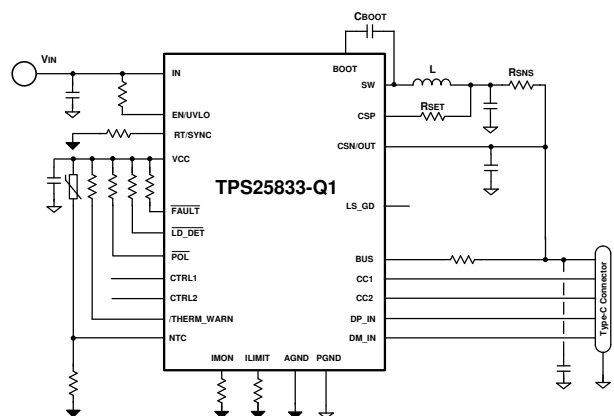 CBOOT
VIN
BOOT
IN
SW
L
RSNS
EN/UVLO
CSP
RSET
RT/SYNC
CSN/OUT
VCC
TPS25833-Q1
FAULT
LS_GD
LD_DET
POL
BUS
CTRL1
CC1
CTRL2
CC2
/THERM_WARN
DP_IN
NTC
DM_IN
Type-C Connector
IMON
ILIMIT
AGND
PGND